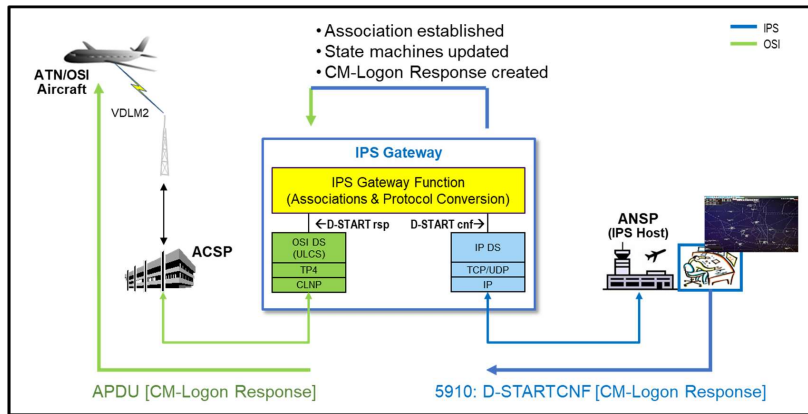 • Association established
• State machines updated
• CM-Logon Response created
IPS
OSI
ATN/OSI
Aircraft
VDLM2
IPS Gateway
IPS Gateway Function
(Associations & Protocol Conversion)
←D-START rsp
D-START cnf→
ACSP
OSI DS
(ULCS)
TP4
CLNP
IP DS
TCP/UDP
IP
ANSP
(IPS Host)
APDU [CM-Logon Response]
5910: D-STARTCNF [CM-Logon Response]